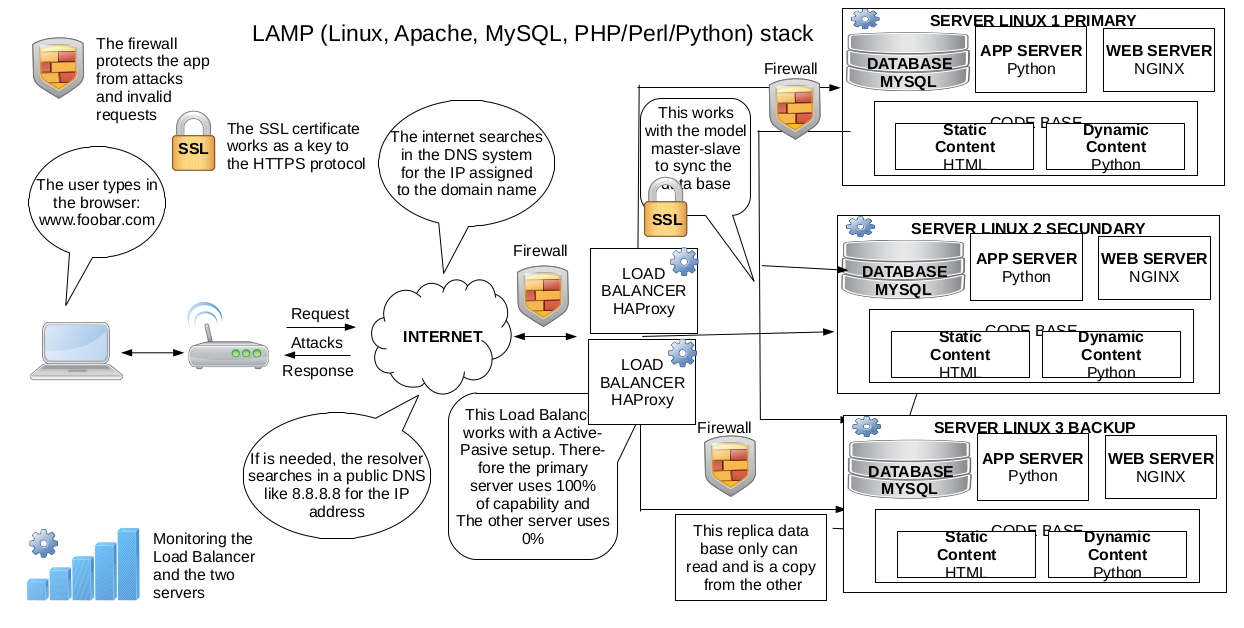 LAMP (Linux, Apache, MySQL, PHP/Perl/Python) stack
The firewall
protects the app
from attacks
and invalid
requests
SSL
The SSL certificate
works as a key to
the HTTPS protocol
The user types in
the browser:
www.foobar.com
The internet searches
in the DNS system
for the IP assigned
to the domain name
Request
Attacks
Response
INTERNET
Firewall
If is needed, the resolver
searches in a public DNS
like 8.8.8.8 for the IP
address
Monitoring the
Load Balancer
and the two
servers
This works
with the model
master-slave
to sync the
data base
SSL
Firewall
LOAD
BALANCER
HAProxy
LOAD
BALANCER
HAProxy
This Load Balancer
works with a Active-
Pasive setup. There-
fore the primary
server uses 100%
of capability and
The other server uses
0%
Firewall
This replica data
base only can
read and is a copy
from the other
SERVER LINUX 1 PRIMARY
DATABASE
MYSQL
APP SERVER
Python
WEB SERVER
NGINX
CODE BASE
Static
Content
HTML
Dynamic
Content
Python
SERVER LINUX 2 SECUNDARY
DATABASE
MYSQL
APP SERVER
Python
WEB SERVER
NGINX
CODE BASE
Static
Content
HTML
Dynamic
Content
Python
SERVER LINUX 3 BACKUP
DATABASE
MYSQL
APP SERVER
Python
WEB SERVER
NGINX
CODE BASE
Static
Content
HTML
Dynamic
Content
Python